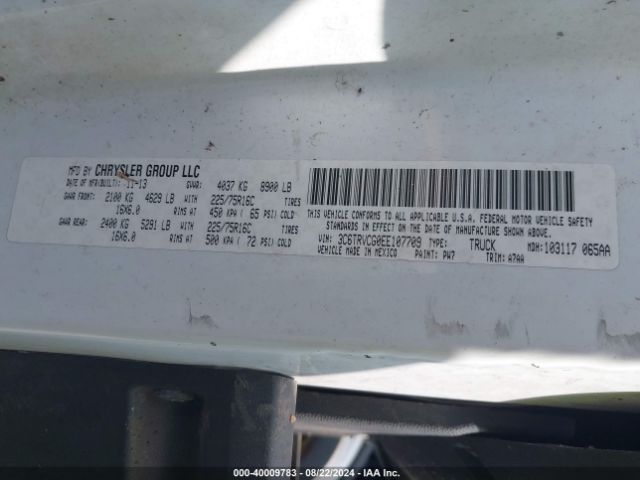 MFD BY CHRYSLER GROUP LLC
DATE OF MFR/BUILT: 11-13 GVWR: 4037 KG 8900 LB
GAWR FRONT: 2100 KG 4629 LB WITH 225/75R16C TIRES
16X6.0 RIMS AT 450 KPA ( 65 PSI) COLD
GAWR REAR: 2400 KG 5291 LB WITH 225/75R16C TIRES
16X6.0 RIMS AT 500 KPA ( 72 PSI) COLD
THIS VEHICLE CONFORMS TO ALL APPLICABLE U.S.A. FEDERAL MOTOR VEHICLE SAFETY
STANDARDS IN EFFECT ON THE DATE OF MANUFACTURE SHOWN ABOVE.
VIN: 3C6TRVCG0EE107709 TYPE: TRUCK MDH: 103117 065AA
VEHICLE MADE IN MEXICO PAINT: PW7 TRIM: A7AA
000-40009783 - 08/22/2024 - IAA Inc.